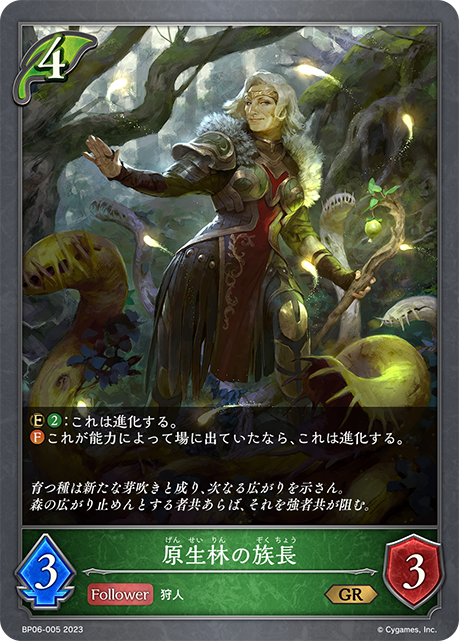 4
E 2:これは進化する。
F これが能力によって場に出ていたなら、これは進化する。
育つ種は新たな芽吹きと成り、次なる広がりを示さん。
森の広がり止めんとする者共あらば、それを強者共が阻む。
げんせいりん ぞくちょう
原生林の族長
3
Follower 狩人
GR
3
BP06-005 2023
© Cygames, Inc.